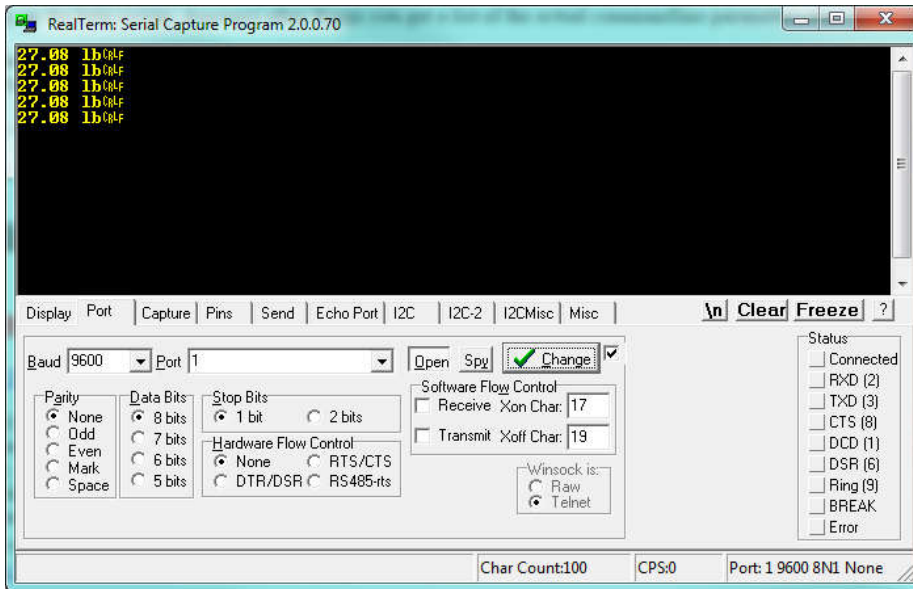 RealTerm: Serial Capture Program 2.0.0.70
27.08 lbCRLF
27.08 lbCRLF
27.08 lbCRLF
27.08 lbCRLF
27.08 lbCRLF
Display Port Capture Pins Send Echo Port I2C I2C-2 I2CMisc Misc \n Clear Freeze ?
Baud 9600 Port 1 Open Spy Change
Parity
None
Odd
Even
Mark
Space
Data Bits
8 bits
7 bits
6 bits
5 bits
Stop Bits
1 bit 2 bits
Hardware Flow Control
None RTS/CTS
DTR/DSR RS485-rts
Software Flow Control
Receive Xon Char: 17
Transmit Xoff Char: 19
Winsock is:
Raw
Telnet
Status
Connected
RXD (2)
TXD (3)
CTS (8)
DCD (1)
DSR (6)
Ring (9)
BREAK
Error
Char Count:100 CPS:0 Port: 1 9600 8N1 None